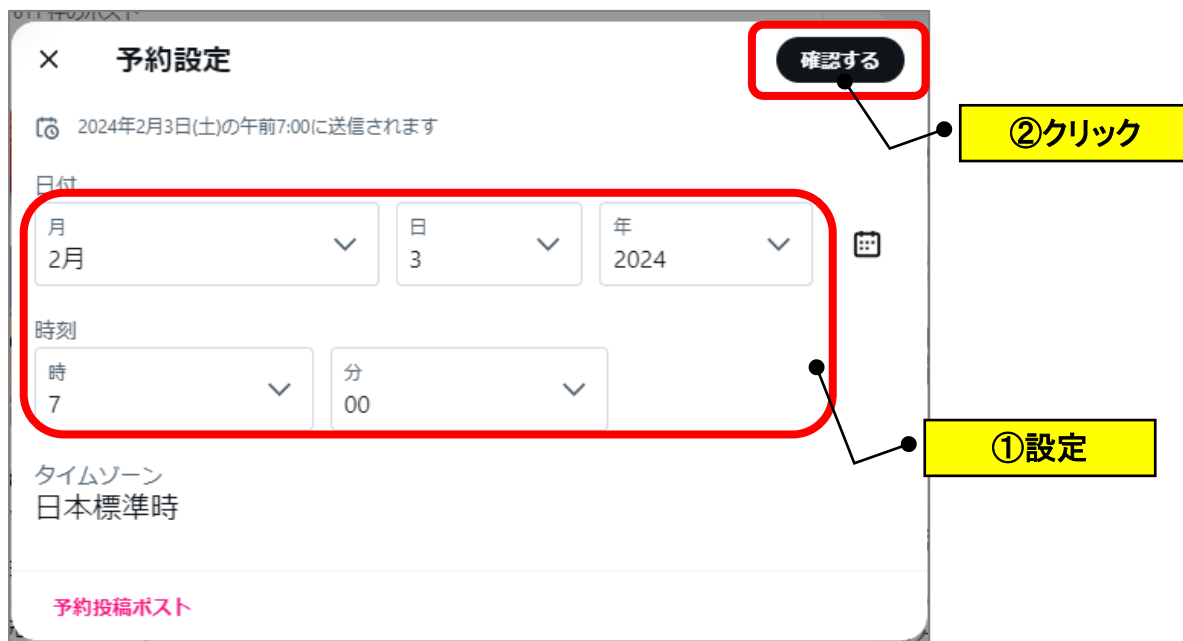 予約設定
確認する
2024年2月3日(土)の午前7:00に送信されます
②クリック
日付
月
2月
日
3
年
2024
時刻
時
7
分
00
①設定
タイムゾーン
日本標準時
予約投稿ポスト